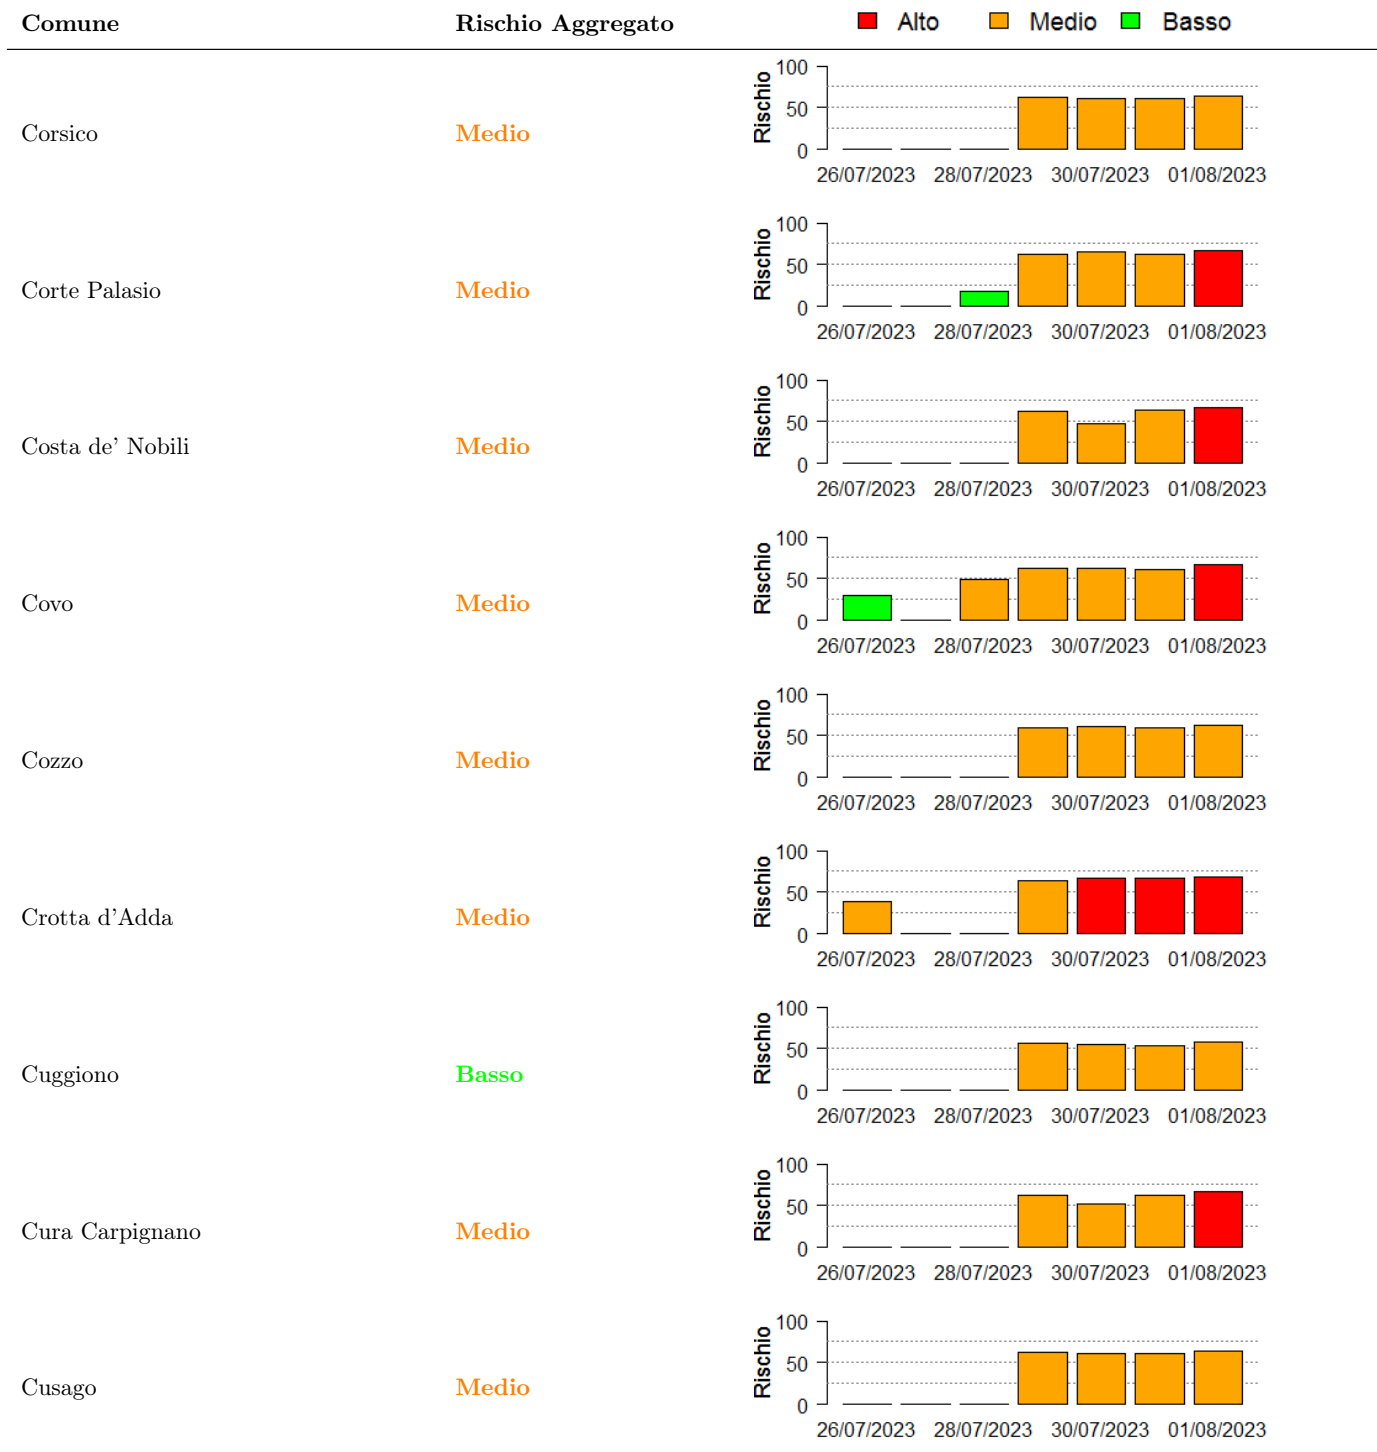 Comune Rischio Aggregato Alto Medio Basso
100
50
0
Rischio
Corsico Medio
26/07/2023 28/07/2023 30/07/2023 01/08/2023
100
50
0
Rischio
Corte Palasio Medio
26/07/2023 28/07/2023 30/07/2023 01/08/2023
100
50
0
Rischio
Costa de’ Nobili Medio
26/07/2023 28/07/2023 30/07/2023 01/08/2023
100
50
0
Rischio
Covo Medio
26/07/2023 28/07/2023 30/07/2023 01/08/2023
100
50
0
Rischio
Cozzo Medio
26/07/2023 28/07/2023 30/07/2023 01/08/2023
100
50
0
Rischio
Crotta d’Adda Medio
26/07/2023 28/07/2023 30/07/2023 01/08/2023
100
50
0
Rischio
Cuggiono Basso
26/07/2023 28/07/2023 30/07/2023 01/08/2023
100
50
0
Rischio
Cura Carpignano Medio
26/07/2023 28/07/2023 30/07/2023 01/08/2023
100
50
0
Rischio
Cusago Medio
26/07/2023 28/07/2023 30/07/2023 01/08/2023